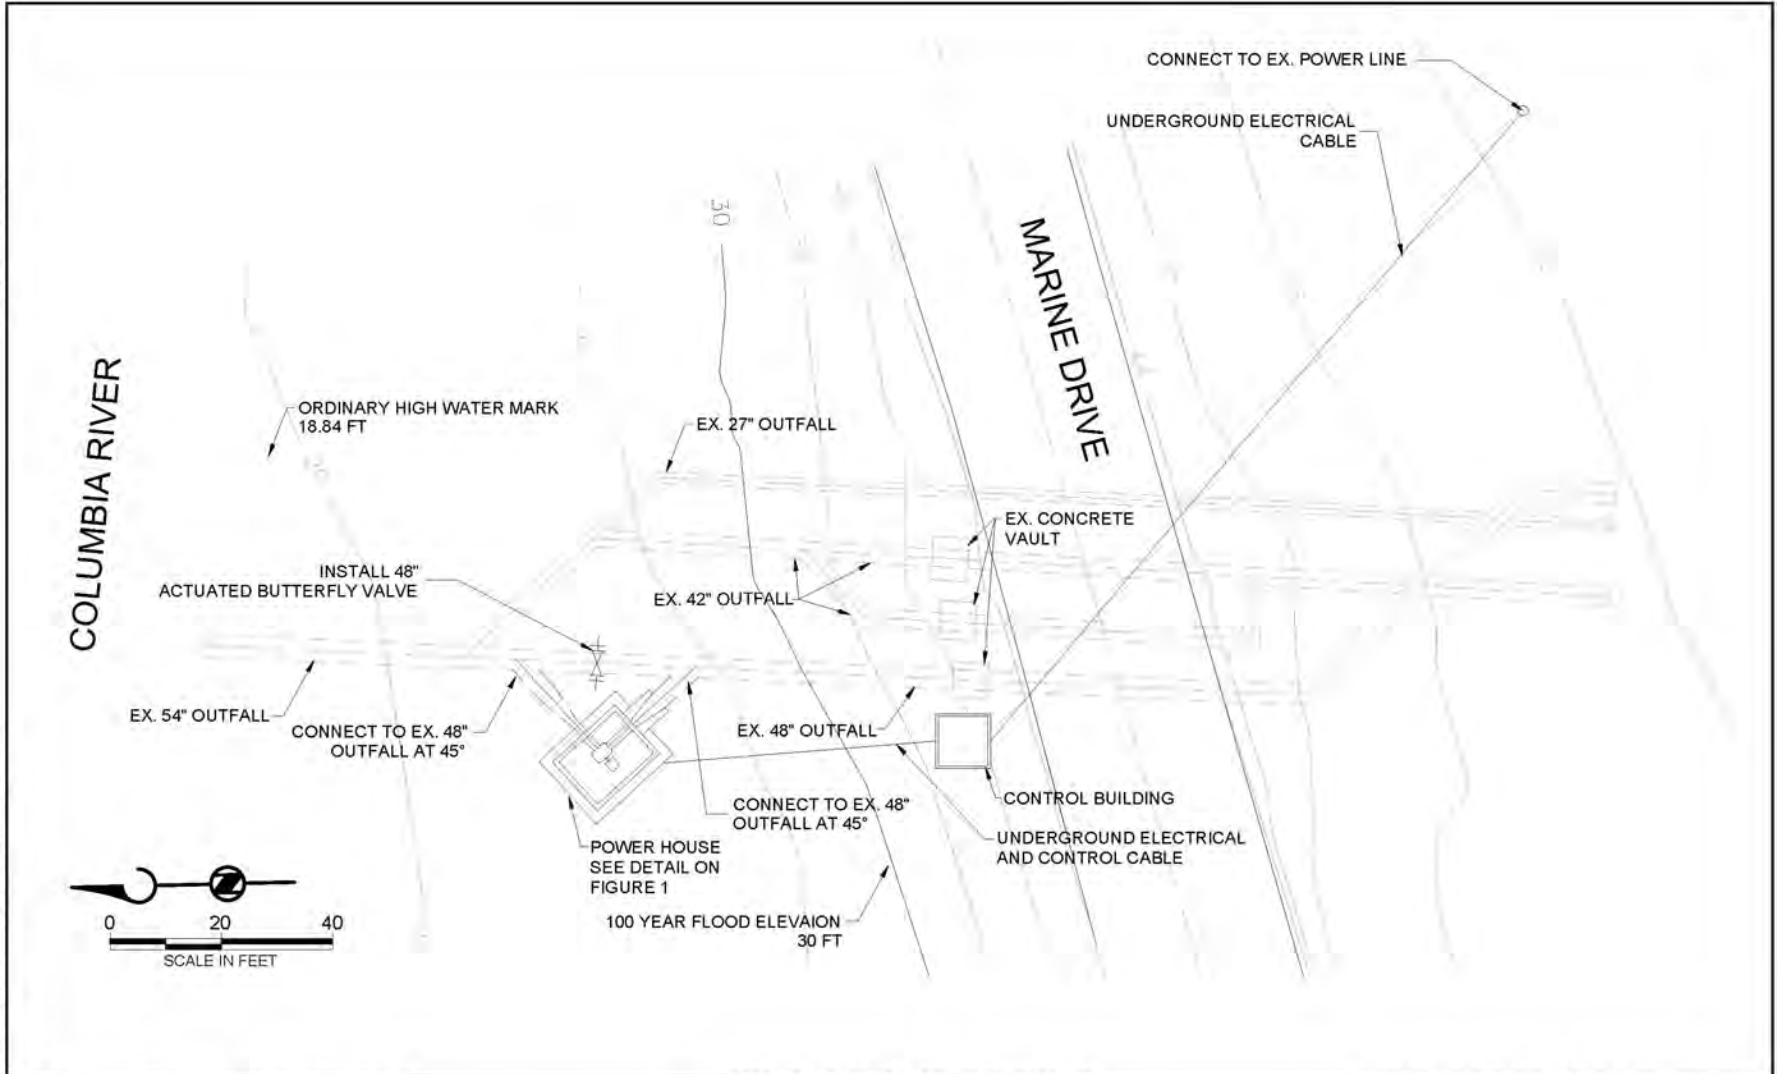 CONNECT TO EX. POWER LINE
UNDERGROUND ELECTRICAL
CABLE
30
MARINE DRIVE
COLUMBIA RIVER
ORDINARY HIGH WATER MARK
18.84 FT
EX. 27" OUTFALL
EX. CONCRETE
VAULT
INSTALL 48"
ACTUATED BUTTERFLY VALVE
EX. 42" OUTFALL
EX. 54" OUTFALL
CONNECT TO EX. 48"
OUTFALL AT 45°
EX. 48" OUTFALL
CONNECT TO EX. 48"
OUTFALL AT 45°
CONTROL BUILDING
UNDERGROUND ELECTRICAL
AND CONTROL CABLE
POWER HOUSE
SEE DETAIL ON
FIGURE 1
100 YEAR FLOOD ELEVAION
30 FT
Z
0 20 40
SCALE IN FEET